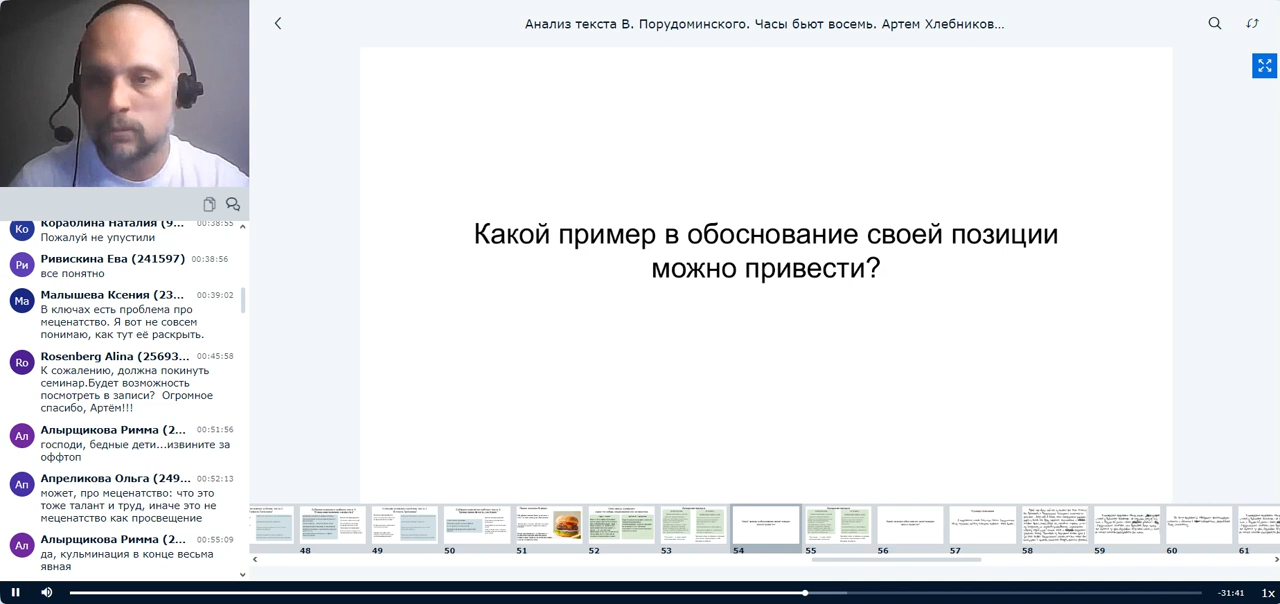 Анализ текста В. Порудоминского. Часы бьют восемь. Артем Хлебников...
Какой пример в обоснование своей позиции
можно привести?
Ко
Кораблина Наталия (9... 00:38:55
Пожалуй не упустили
Ри
Ривискина Ева (241597) 00:38:56
все понятно
Ма
Малышева Ксения (23... 00:39:02
В ключах есть проблема про
меценатство. Я вот не совсем
понимаю, как тут её раскрыть.
Ro
Rosenberg Alina (25693... 00:45:58
К сожалению, должна покинуть
семинар.Будет возможность
посмотреть в записи? Огромное
спасибо, Артём!!!
Ал
Алырщикова Римма (2... 00:51:56
господи, бедные дети...извините за
оффтоп
Ап
Апреликова Ольга (249... 00:52:13
может, про меценатство: что это
тоже талант и труд, иначе это не
меценатство как просвещение
Ал
Алырщикова Римма (2... 00:55:09
да, кульминация в конце весьма
явная
48 49 50 51 52 53 54 55 56 57 58 59 60 61
-31:41 1x